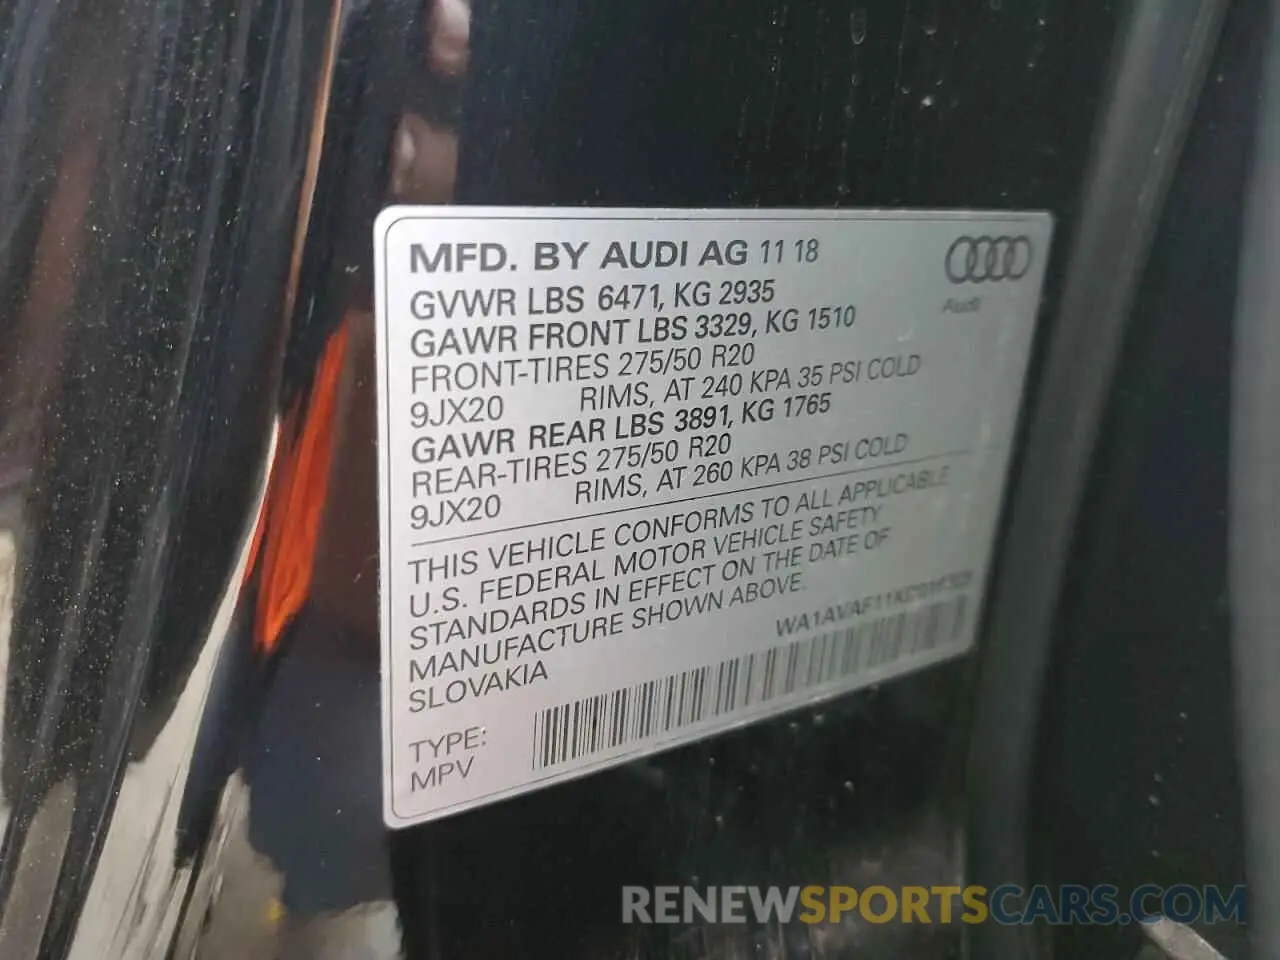 MFD. BY AUDI AG 11 18
Audi
GVWR LBS 6471, KG 2935
GAWR FRONT LBS 3329, KG 1510
FRONT-TIRES 275/50 R20
9JX20 RIMS, AT 240 KPA 35 PSI COLD
GAWR REAR LBS 3891, KG 1765
REAR-TIRES 275/50 R20
9JX20 RIMS, AT 260 KPA 38 PSI COLD
THIS VEHICLE CONFORMS TO ALL APPLICABLE
U.S. FEDERAL MOTOR VEHICLE SAFETY
STANDARDS IN EFFECT ON THE DATE OF
MANUFACTURE SHOWN ABOVE.
SLOVAKIA
TYPE:
MPV
RENEWSPORTSCARS.COM